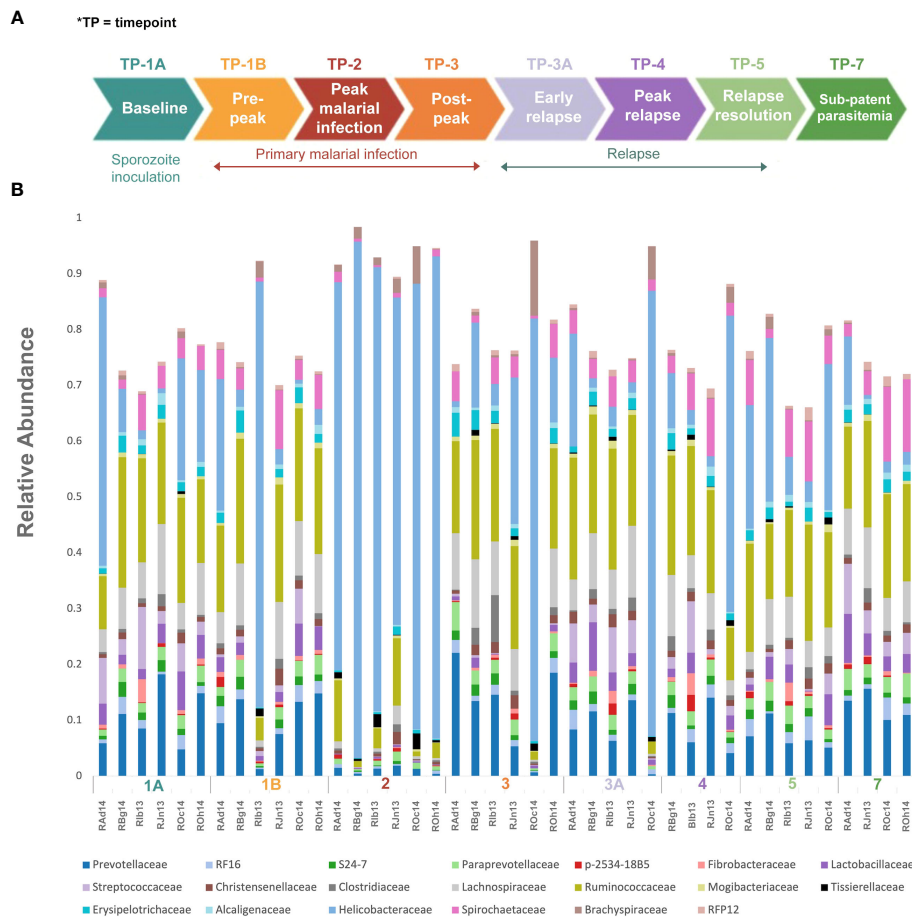 A
*TP = timepoint
TP-1A TP-1B TP-2 TP-3 TP-3A TP-4 TP-5 TP-7
Baseline
Pre-
peak
Peak
malarial
infection
Post-
peak
Early
relapse
Peak
relapse
Relapse
resolution
Sub-patent
parasitemia
Sporozoite
inoculation
Primary malarial infection
Relapse
B
Relative Abundance
1
0.9
0.8
0.7
0.6
0.5
0.4
0.3
0.2
0.1
0
1A 1B 2 3 3A 4 5 7
RAd14 RBg14 RIb13 RJn13 ROc14 ROh14
RAd14 RBg14 RIb13 RJn13 ROc14 ROh14
RAd14 RBg14 RIb13 RJn13 ROc14 ROh14
RAd14 RBg14 RIb13 RJn13 ROc14 ROh14
RAd14 RBg14 RIb13 RJn13 ROc14
RBg14 BIb13 RJn13 ROc14
RAd14 RBg14 RIb13 RJn13 ROc14
RAd14 RJn13 ROc14 ROh14
Prevotellaceae RF16 S24-7 Paraprevotellaceae p-2534-18B5 Fibrobacteraceae Lactobacillaceae
Streptococcaceae Christensenellaceae Clostridiaceae Lachnospiraceae Ruminococcaceae Mogibacteriaceae Tissierellaceae
Erysipelotrichaceae Alcaligenaceae Helicobacteraceae Spirochaetaceae Brachyspiraceae RFP12